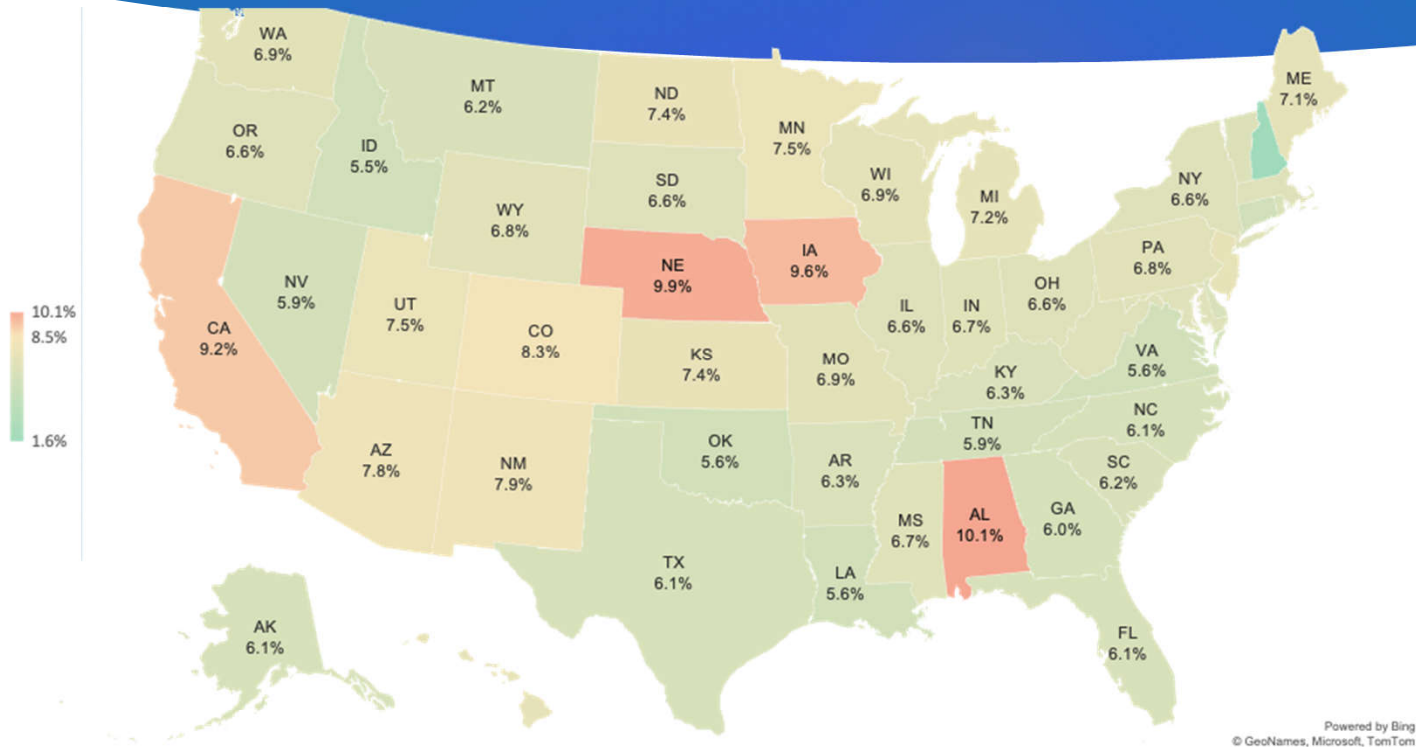 WA
6.9%
MT
6.2%
ND
7.4%
MN
7.5%
ME
7.1%
OR
6.6%
ID
5.5%
SD
6.6%
WI
6.9%
MI
7.2%
NY
6.6%
WY
6.8%
NE
9.9%
IA
9.6%
PA
6.8%
NV
5.9%
UT
7.5%
CO
8.3%
IL
6.6%
IN
6.7%
OH
6.6%
10.1%
8.5%
1.6%
CA
9.2%
KS
7.4%
MO
6.9%
KY
6.3%
VA
5.6%
NC
6.1%
TN
5.9%
AZ
7.8%
NM
7.9%
OK
5.6%
AR
6.3%
SC
6.2%
MS
6.7%
AL
10.1%
GA
6.0%
TX
6.1%
LA
5.6%
AK
6.1%
FL
6.1%
Powered by Bing
© GeoNames, Microsoft, TomTom